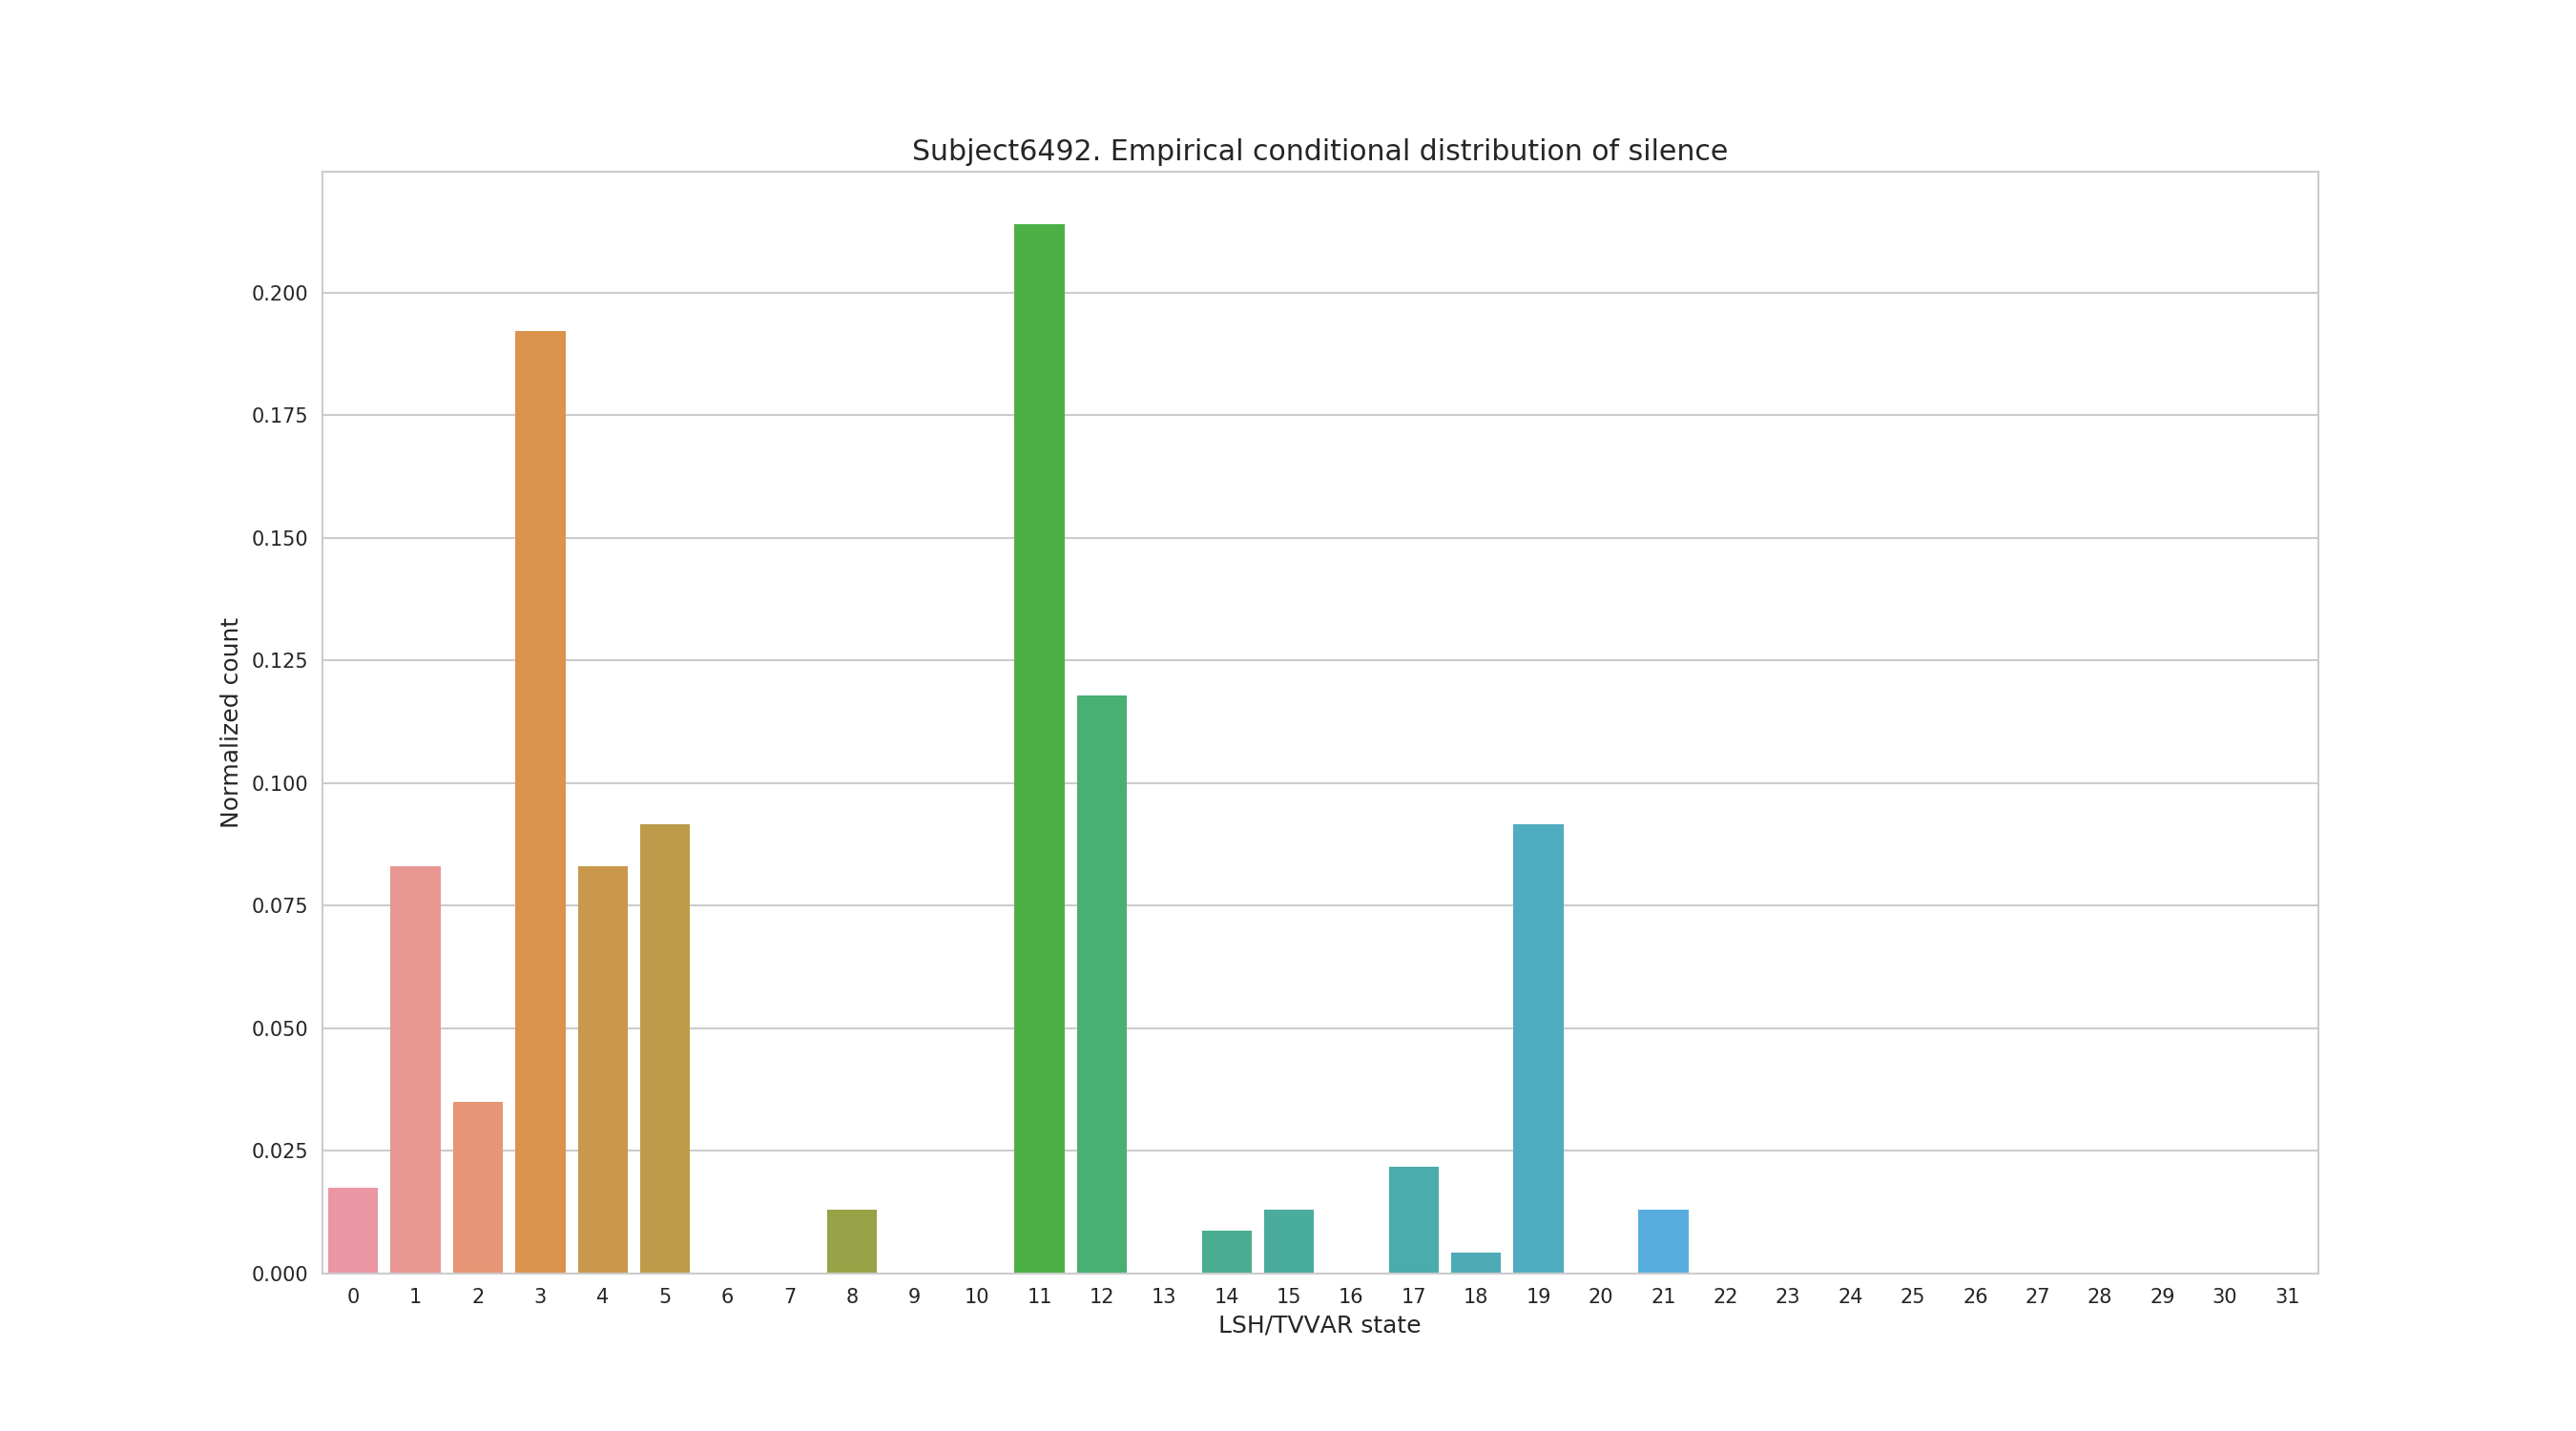 Subject6492. Empirical conditional distribution of silence
Normalized count
0.200
0.175
0.150
0.125
0.100
0.075
0.050
0.025
0.000
0 1 2 3 4 5 6 7 8 9 10 11 12 13 14 15 16 17 18 19 20 21 22 23 24 25 26 27 28 29 30 31
LSH/TVVAR state